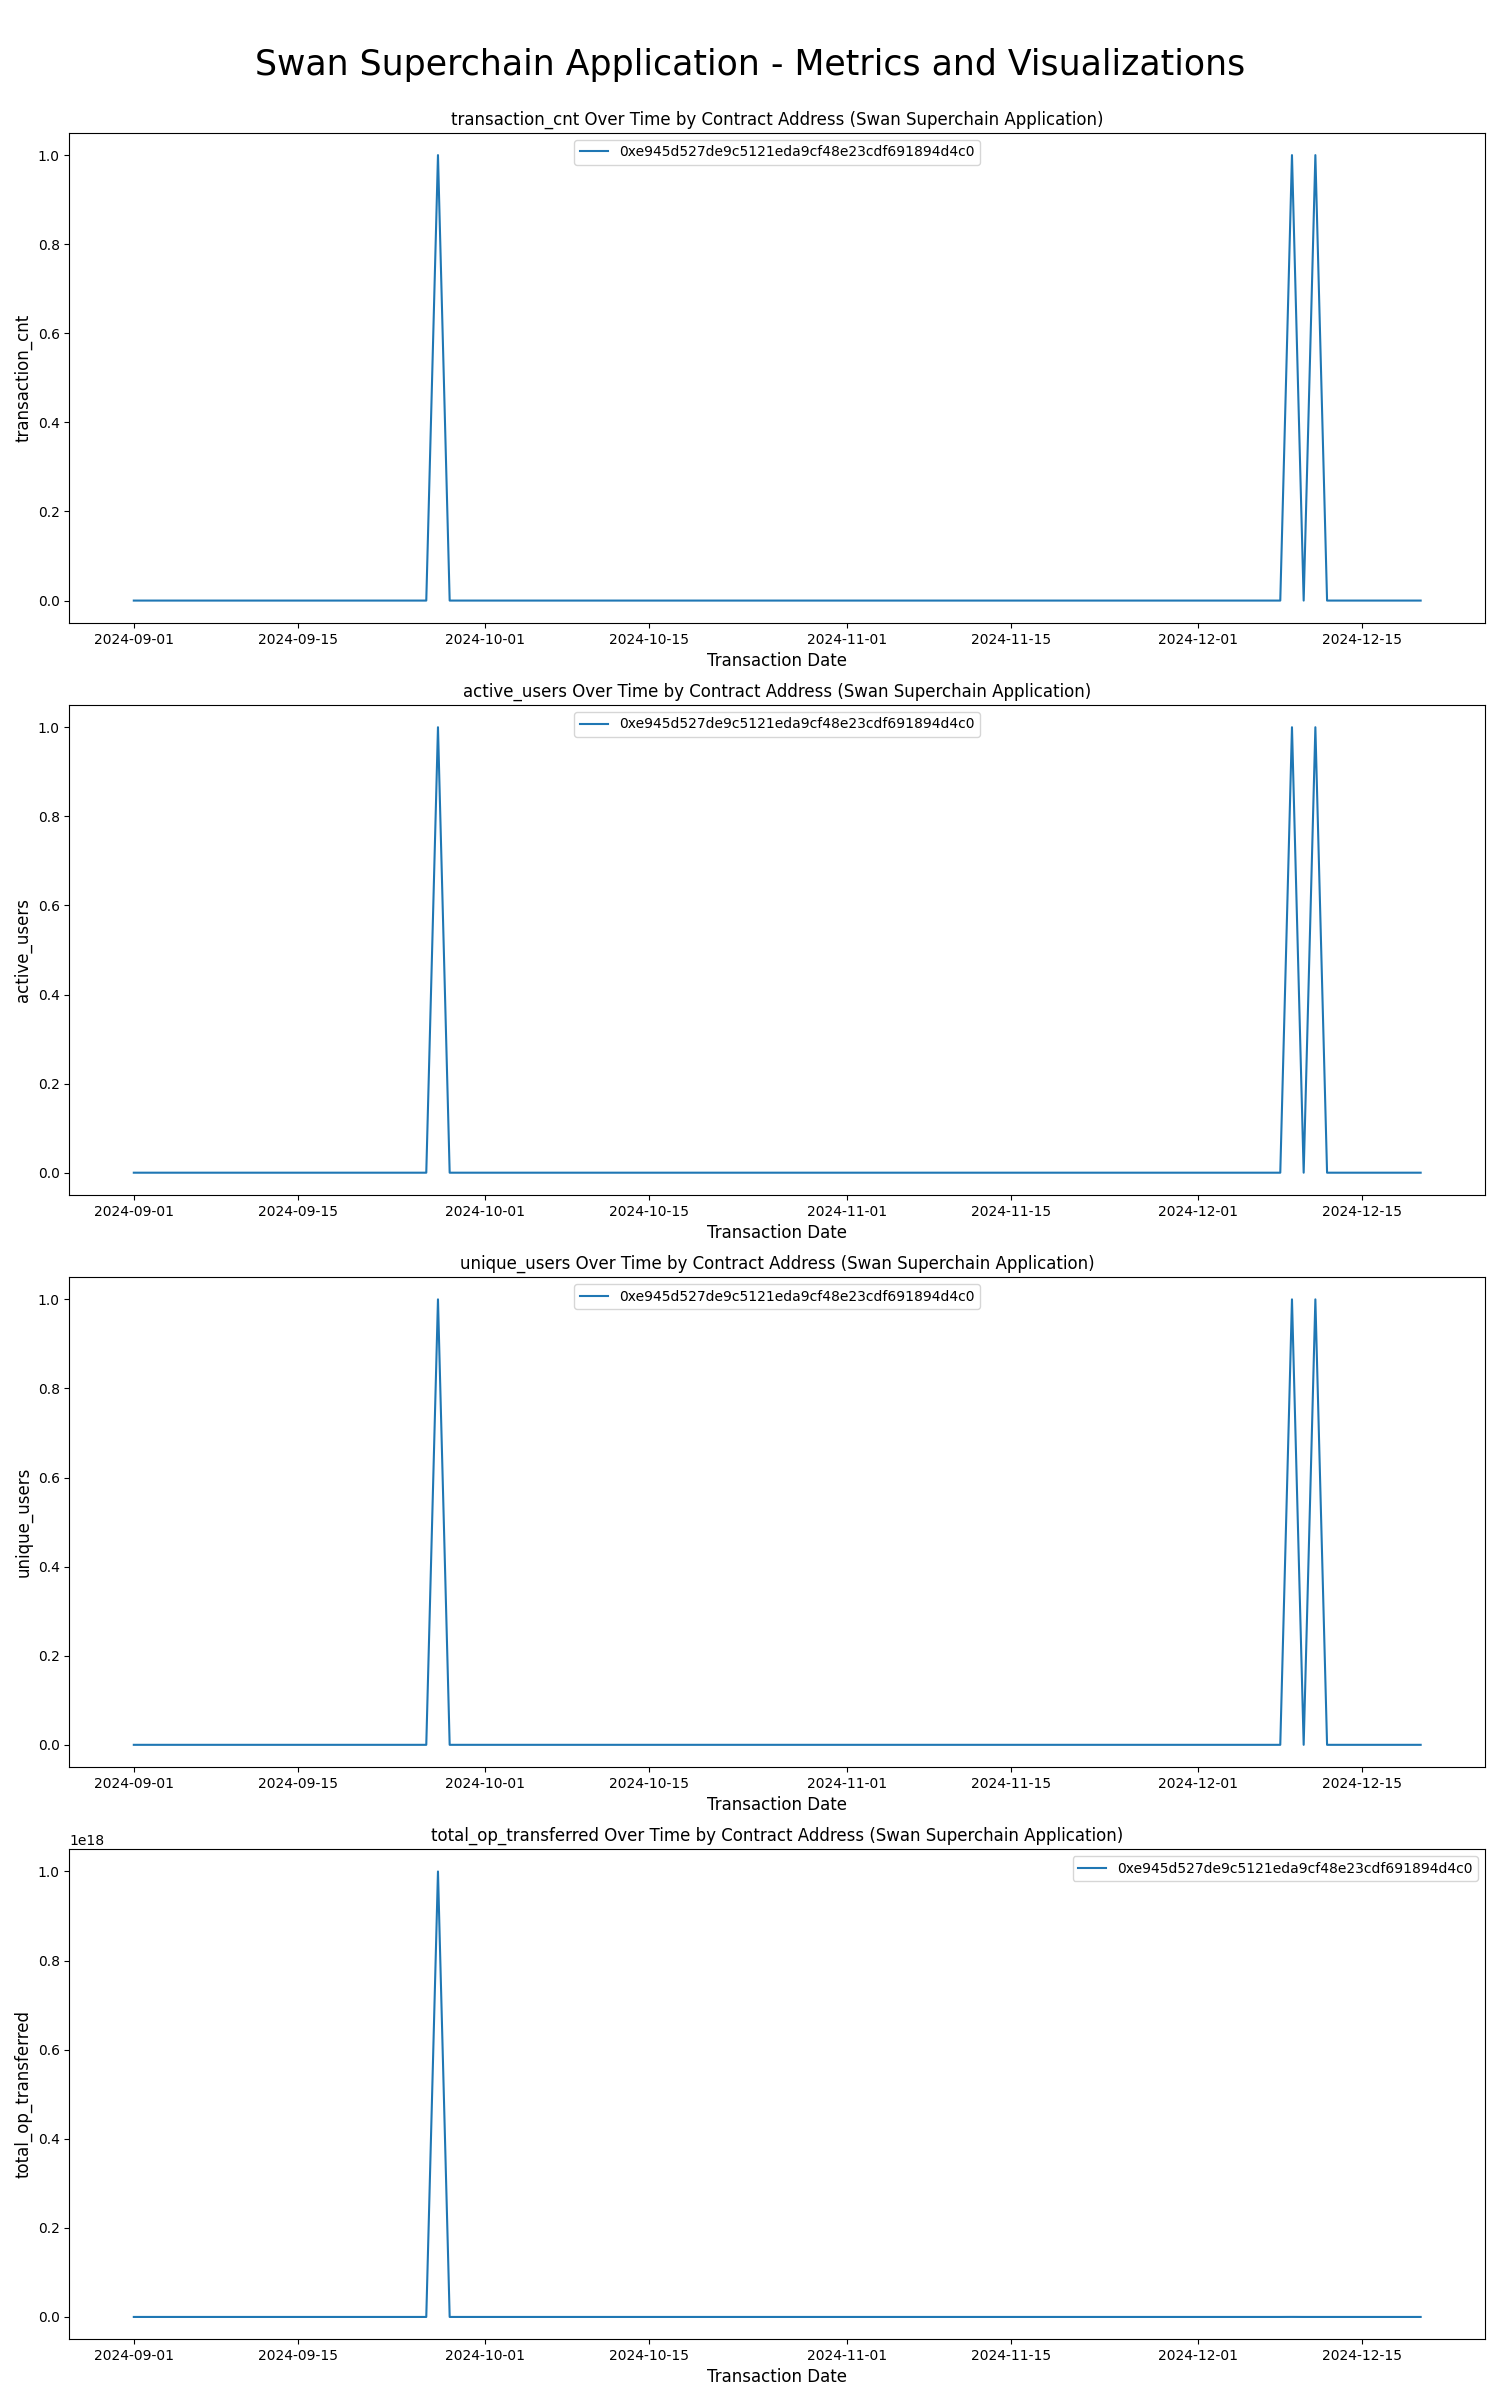 Swan Superchain Application - Metrics and Visualizations
transaction_cnt Over Time by Contract Address (Swan Superchain Application)
0xe945d527de9c5121eda9cf48e23cdf691894d4c0
1.0
0.8
0.6
0.4
0.2
0.0
transaction_cnt
2024-09-01 2024-09-15 2024-10-01 2024-10-15 2024-11-01 2024-11-15 2024-12-01 2024-12-15
Transaction Date
active_users Over Time by Contract Address (Swan Superchain Application)
0xe945d527de9c5121eda9cf48e23cdf691894d4c0
1.0
0.8
0.6
0.4
0.2
0.0
active_users
2024-09-01 2024-09-15 2024-10-01 2024-10-15 2024-11-01 2024-11-15 2024-12-01 2024-12-15
Transaction Date
unique_users Over Time by Contract Address (Swan Superchain Application)
0xe945d527de9c5121eda9cf48e23cdf691894d4c0
1.0
0.8
0.6
0.4
0.2
0.0
unique_users
2024-09-01 2024-09-15 2024-10-01 2024-10-15 2024-11-01 2024-11-15 2024-12-01 2024-12-15
Transaction Date
total_op_transferred Over Time by Contract Address (Swan Superchain Application)
1e18
0xe945d527de9c5121eda9cf48e23cdf691894d4c0
1.0
0.8
0.6
0.4
0.2
0.0
total_op_transferred
2024-09-01 2024-09-15 2024-10-01 2024-10-15 2024-11-01 2024-11-15 2024-12-01 2024-12-15
Transaction Date